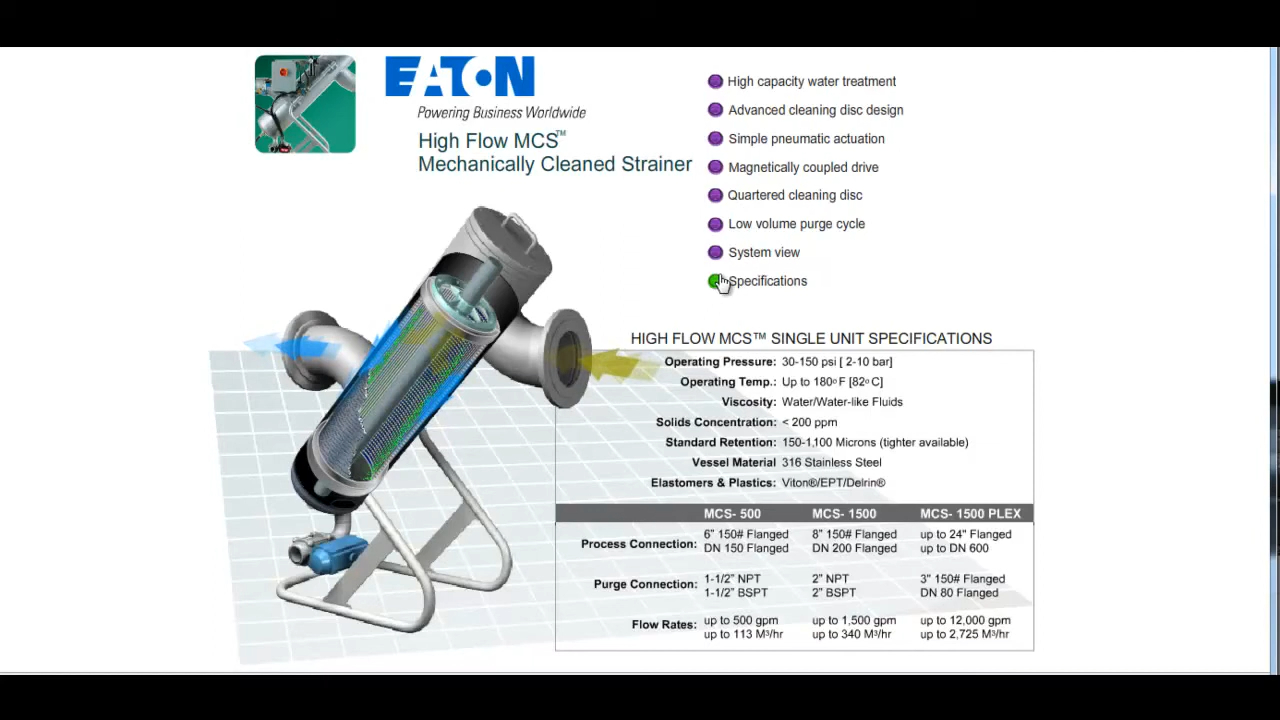 EATON
Powering Business Worldwide
High Flow MCS™
Mechanically Cleaned Strainer
High capacity water treatment
Advanced cleaning disc design
Simple pneumatic actuation
Magnetically coupled drive
Quartered cleaning disc
Low volume purge cycle
System view
Specifications
HIGH FLOW MCS™ SINGLE UNIT SPECIFICATIONS
Operating Pressure: 30-150 psi [ 2-10 bar]
Operating Temp.: Up to 180ºF [82ºC]
Viscosity: Water/Water-like Fluids
Solids Concentration: < 200 ppm
Standard Retention: 150-1,100 Microns (tighter available)
Vessel Material 316 Stainless Steel
Elastomers & Plastics: Viton®/EPT/Delrin®
MCS- 500 MCS- 1500 MCS- 1500 PLEX
Process Connection: 6" 150# Flanged 8" 150# Flanged up to 24" Flanged
DN 150 Flanged DN 200 Flanged up to DN 600
Purge Connection: 1-1/2" NPT 2" NPT 3" 150# Flanged
1-1/2" BSPT 2" BSPT DN 80 Flanged
Flow Rates: up to 500 gpm up to 1,500 gpm up to 12,000 gpm
up to 113 M³/hr up to 340 M³/hr up to 2,725 M³/hr